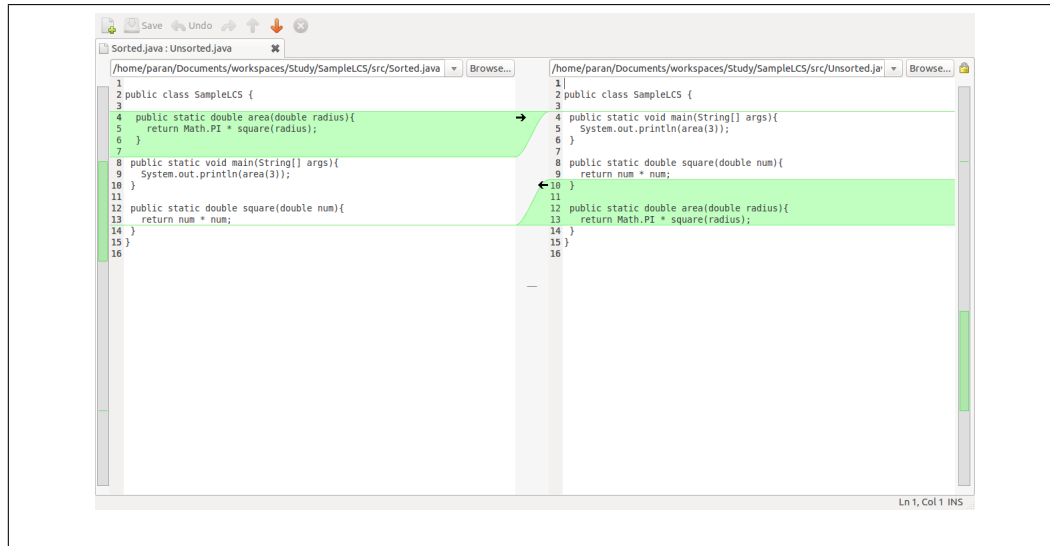 Save Undo
Sorted.java : Unsorted.java
/home/paran/Documents/workspaces/Study/SampleLCS/src/Sorted.java Browse...
1
2 public class SampleLCS {
3
4 public static double area(double radius){
5 return Math.PI * square(radius);
6 }
7
8 public static void main(String[] args){
9 System.out.println(area(3));
10 }
11
12 public static double square(double num){
13 return num * num;
14 }
15 }
16
/home/paran/Documents/workspaces/Study/SampleLCS/src/Unsorted.ja Browse...
1
2 public class SampleLCS {
3
4 public static void main(String[] args){
5 System.out.println(area(3));
6 }
7
8 public static double square(double num){
9 return num * num;
10 }
11
12 public static double area(double radius){
13 return Math.PI * square(radius);
14 }
15 }
16
Ln 1, Col 1 INS